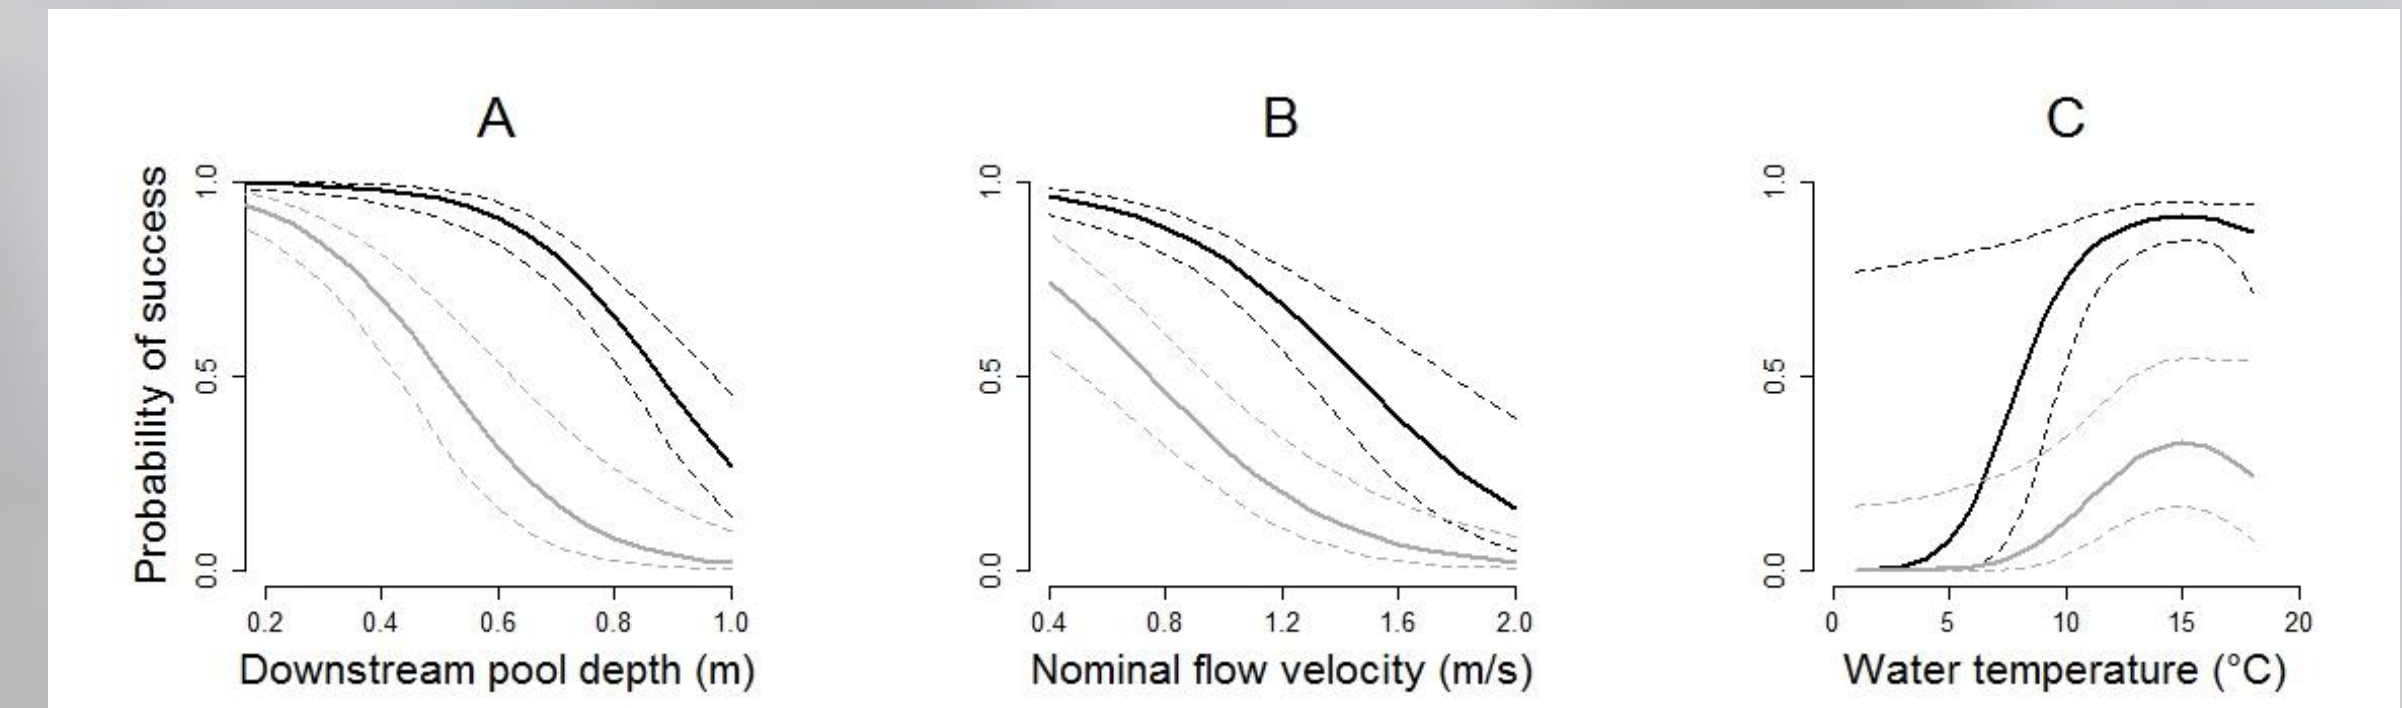 A
B
C
Probability of success
1.0
0.5
0.0
0.2 0.4 0.6 0.8 1.0
Downstream pool depth (m)
1.0
0.5
0.0
0.4 0.8 1.2 1.6 2.0
Nominal flow velocity (m/s)
1.0
0.5
0.0
0 5 10 15 20
Water temperature (°C)